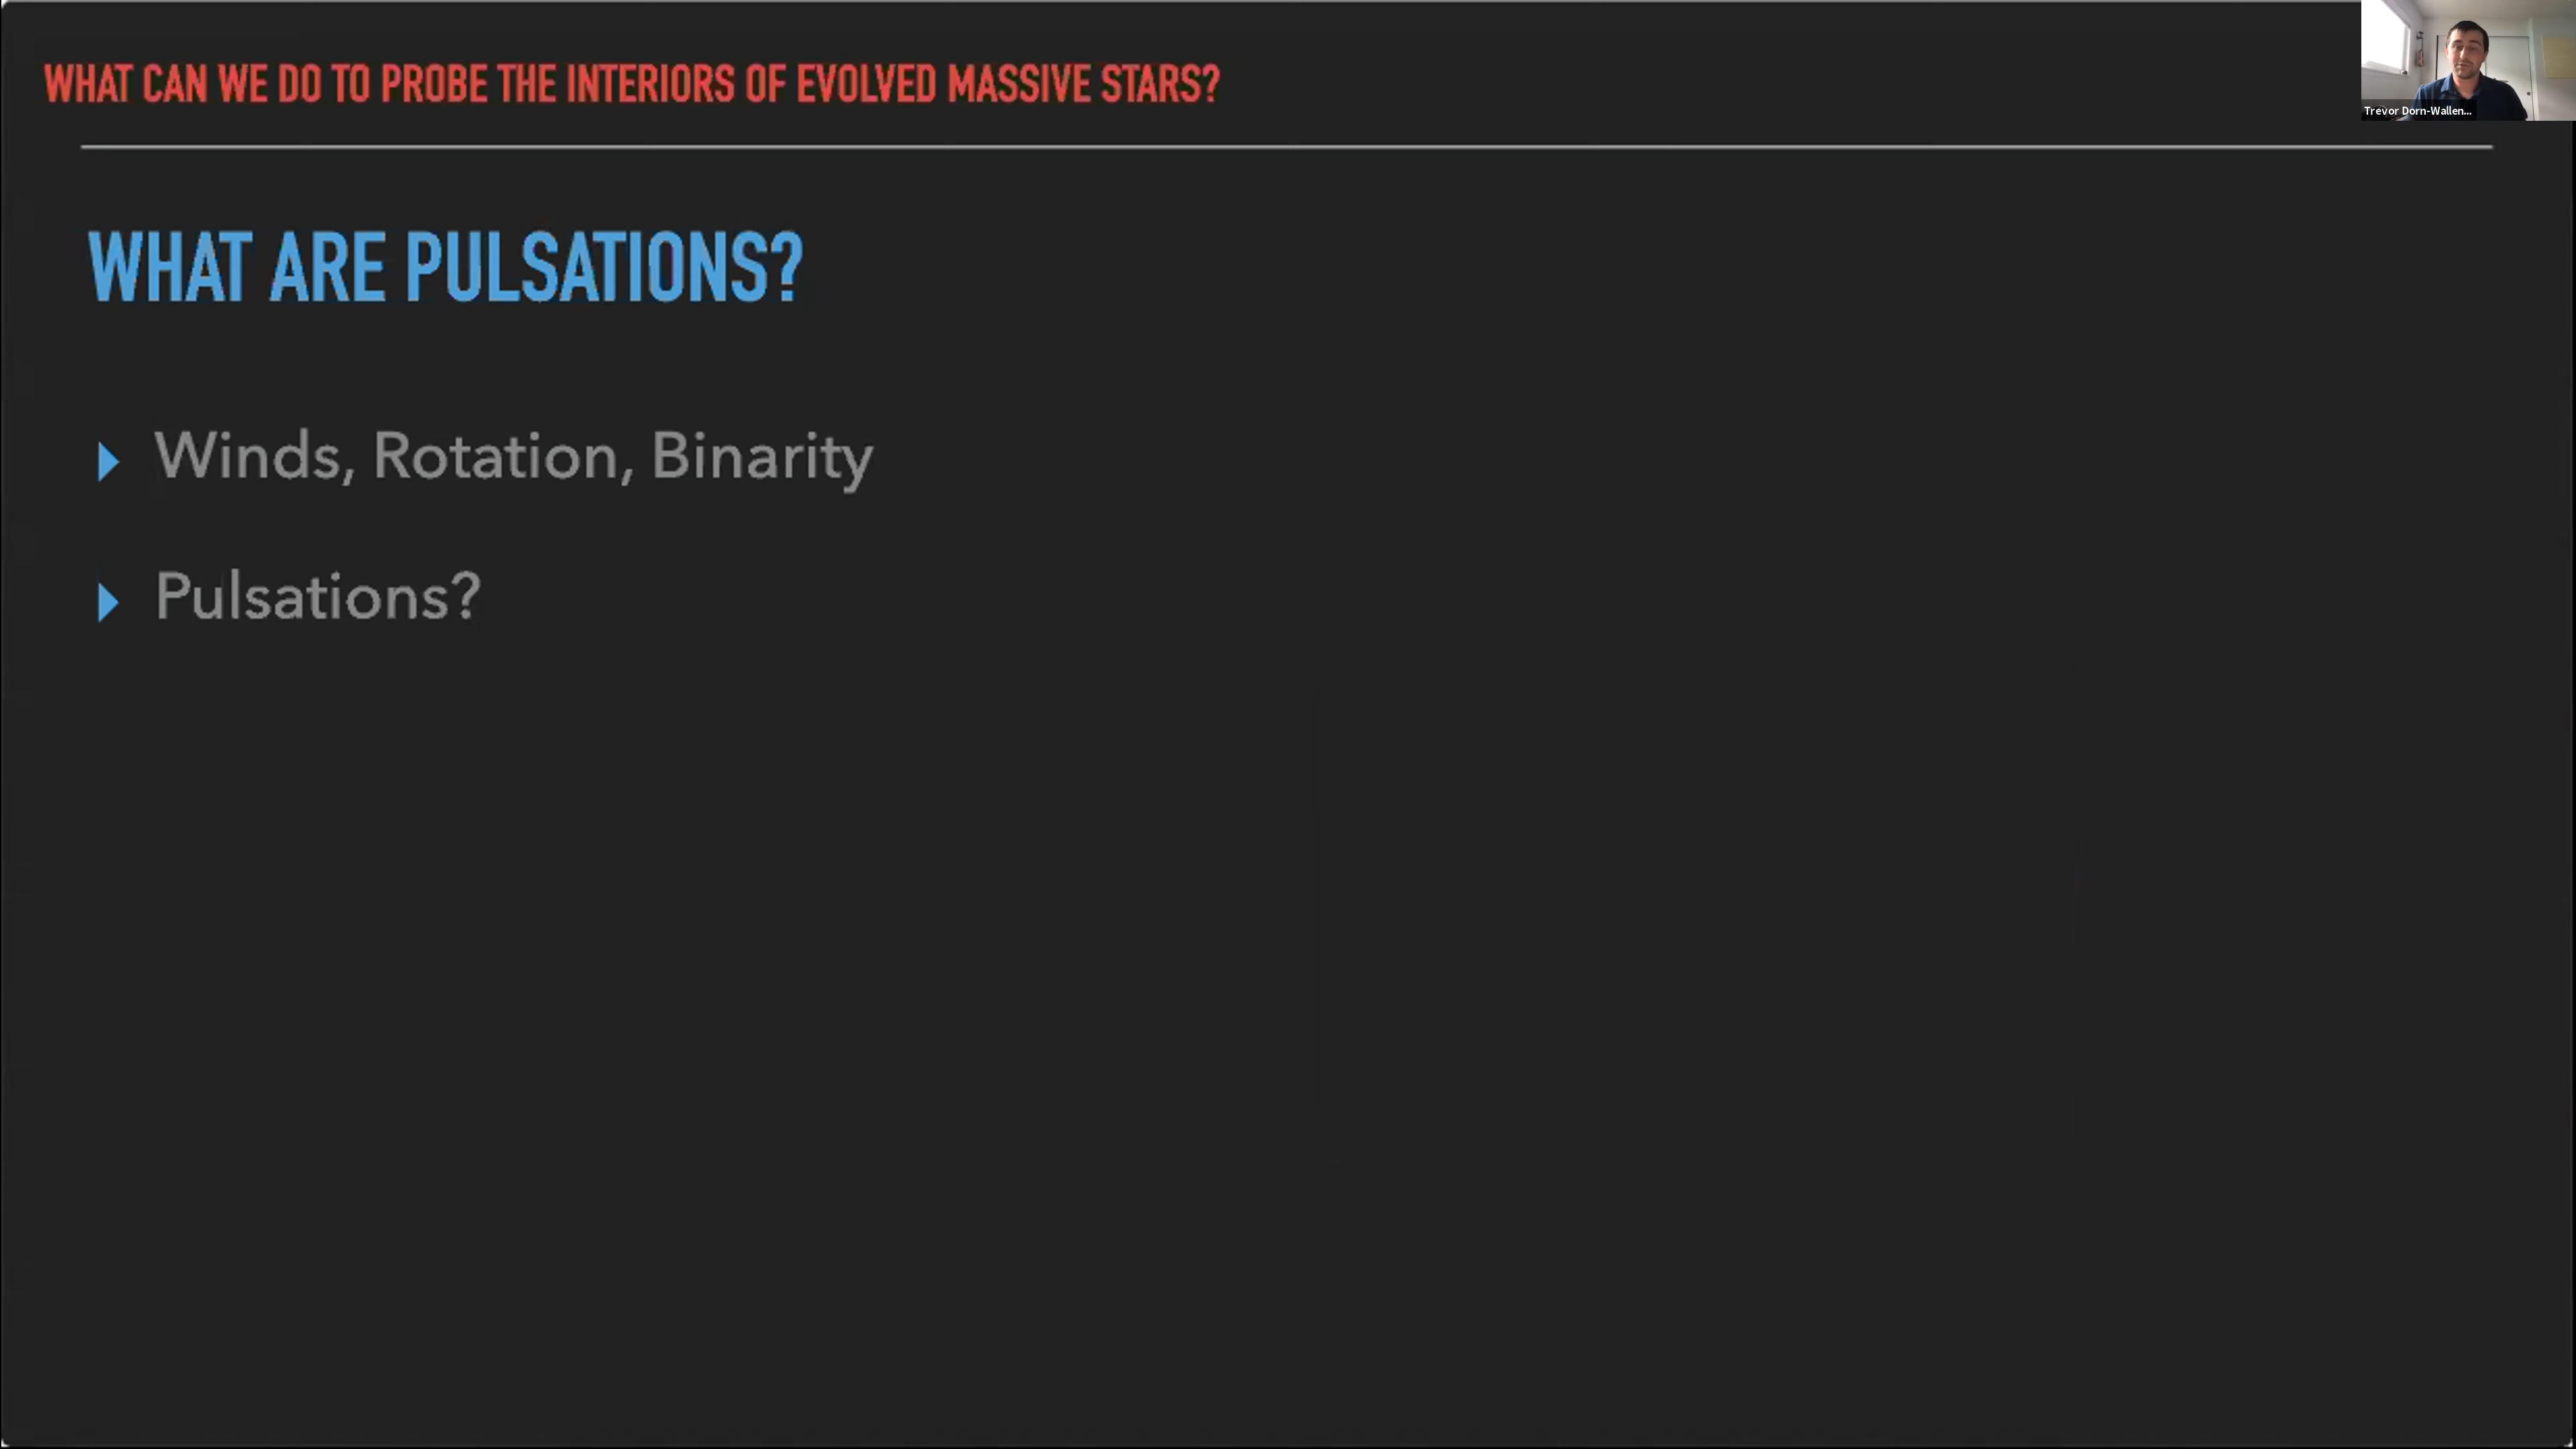 WHAT CAN WE DO TO PROBE THE INTERIORS OF EVOLVED MASSIVE STARS?
Trevor Dorn-Wallen...
WHAT ARE PULSATIONS?
Winds, Rotation, Binarity
Pulsations?